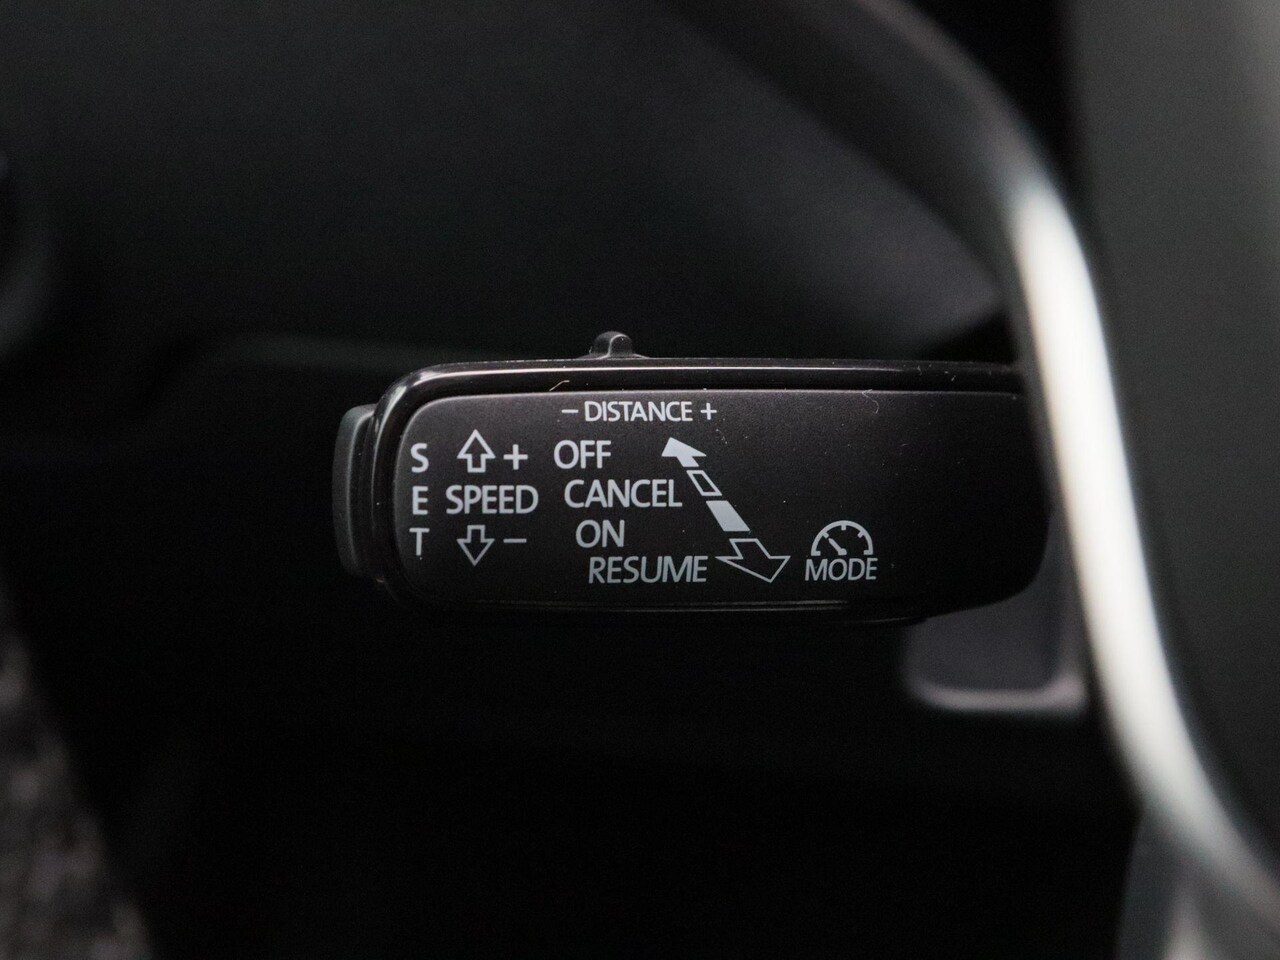 – DISTANCE +
S + OFF
E SPEED CANCEL
T – ON
RESUME MODE